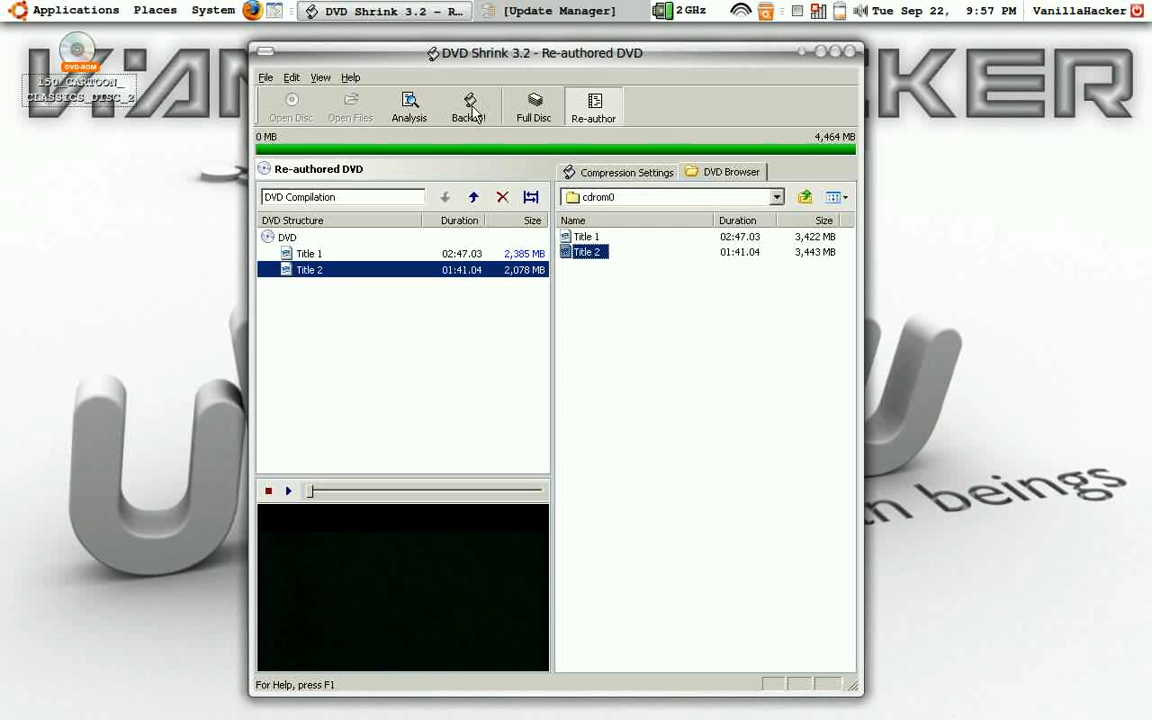 Applications Places System DVD Shrink 3.2 - R... [Update Manager] 2 GHz Tue Sep 22, 9:57 PM VanillaHacker
DVD-ROM
150_CARTOON_
CLASSICS_DISC_2
DVD Shrink 3.2 - Re-authored DVD
File Edit View Help
Open Disc Open Files Analysis Full Disc Re-author
0 MB 4,464 MB
Re-authored DVD
Compression Settings DVD Browser
DVD Compilation
cdrom0
DVD Structure Duration Size
Name Duration Size
DVD
Title 1 02:47.03 3,422 MB
Title 1 02:47.03 2,385 MB
Title 2 01:41.04 3,443 MB
Title 2 01:41.04 2,078 MB
beings
For Help, press F1